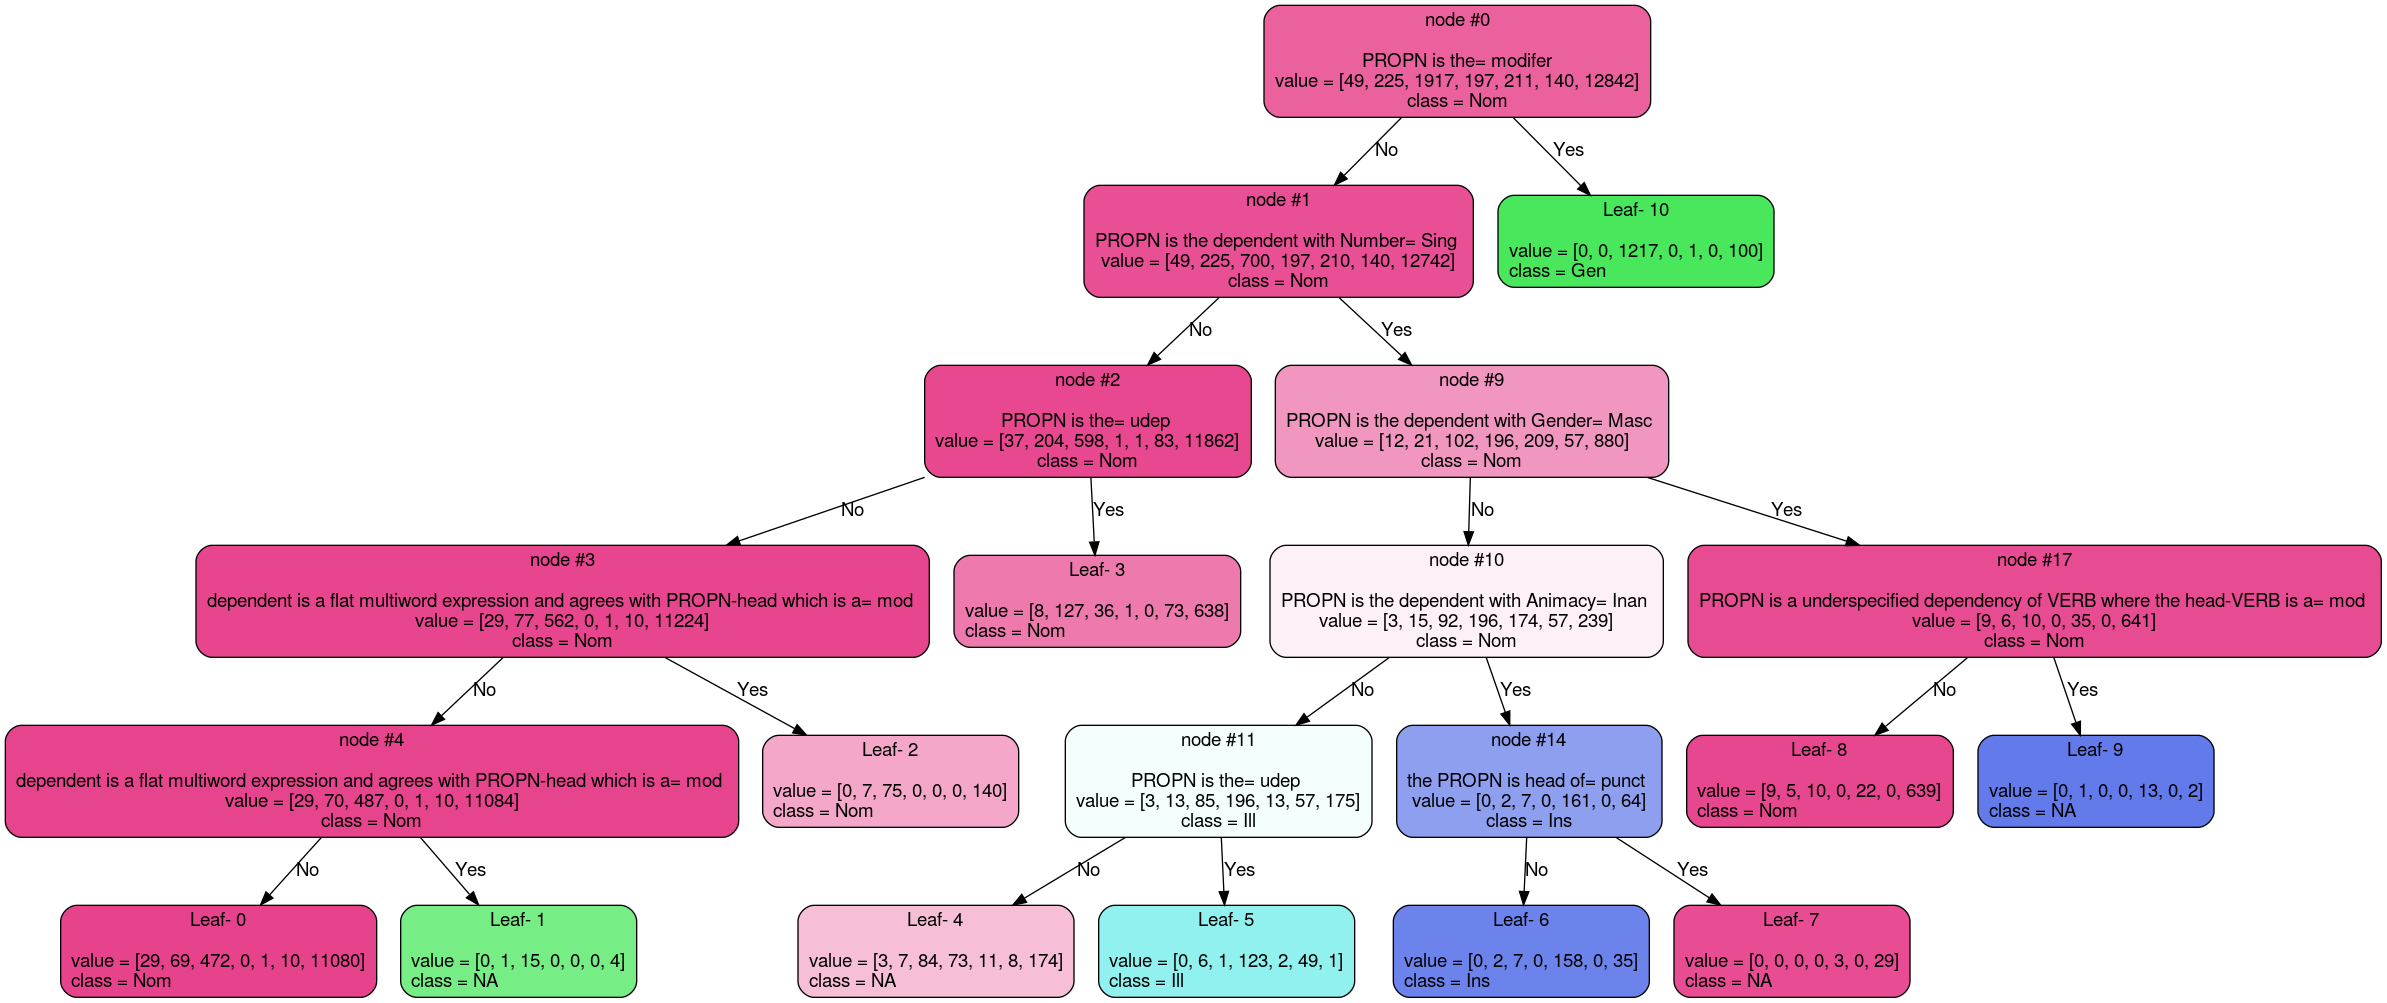 node #0
PROPN is the= modifer
value = [49, 225, 1917, 197, 211, 140, 12842]
class = Nom
No
Yes
node #1
PROPN is the dependent with Number= Sing
value = [49, 225, 700, 197, 210, 140, 12742]
class = Nom
Leaf- 10
value = [0, 0, 1217, 0, 1, 0, 100]
class = Gen
No
Yes
node #2
PROPN is the= udep
value = [37, 204, 598, 1, 1, 83, 11862]
class = Nom
node #9
PROPN is the dependent with Gender= Masc
value = [12, 21, 102, 196, 209, 57, 880]
class = Nom
No
Yes
No
Yes
node #3
dependent is a flat multiword expression and agrees with PROPN-head which is a= mod
value = [29, 77, 562, 0, 1, 10, 11224]
class = Nom
Leaf- 3
value = [8, 127, 36, 1, 0, 73, 638]
class = Nom
node #10
PROPN is the dependent with Animacy= Inan
value = [3, 15, 92, 196, 174, 57, 239]
class = Nom
node #17
PROPN is a underspecified dependency of VERB where the head-VERB is a= mod
value = [9, 6, 10, 0, 35, 0, 641]
class = Nom
No
Yes
No
Yes
No
Yes
node #4
dependent is a flat multiword expression and agrees with PROPN-head which is a= mod
value = [29, 70, 487, 0, 1, 10, 11084]
class = Nom
Leaf- 2
value = [0, 7, 75, 0, 0, 0, 140]
class = Nom
node #11
PROPN is the= udep
value = [3, 13, 85, 196, 13, 57, 175]
class = Ill
node #14
the PROPN is head of= punct
value = [0, 2, 7, 0, 161, 0, 64]
class = Ins
Leaf- 8
value = [9, 5, 10, 0, 22, 0, 639]
class = Nom
Leaf- 9
value = [0, 1, 0, 0, 13, 0, 2]
class = NA
No
Yes
No
Yes
No
Yes
Leaf- 0
value = [29, 69, 472, 0, 1, 10, 11080]
class = Nom
Leaf- 1
value = [0, 1, 15, 0, 0, 0, 4]
class = NA
Leaf- 4
value = [3, 7, 84, 73, 11, 8, 174]
class = NA
Leaf- 5
value = [0, 6, 1, 123, 2, 49, 1]
class = Ill
Leaf- 6
value = [0, 2, 7, 0, 158, 0, 35]
class = Ins
Leaf- 7
value = [0, 0, 0, 0, 3, 0, 29]
class = NA